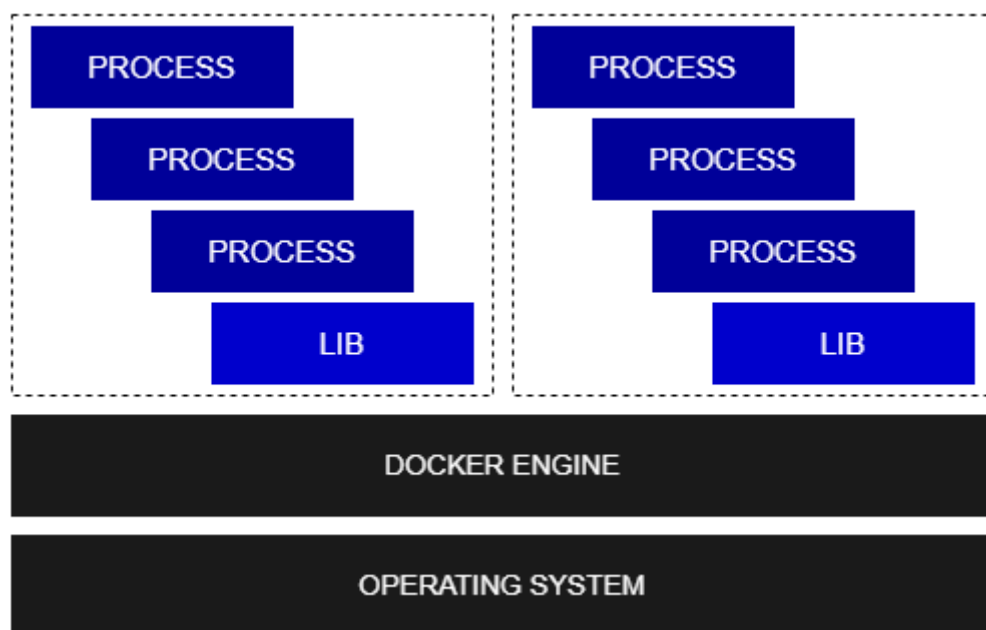 PROCESS
PROCESS
PROCESS
LIB
PROCESS
PROCESS
PROCESS
LIB
DOCKER ENGINE
OPERATING SYSTEM